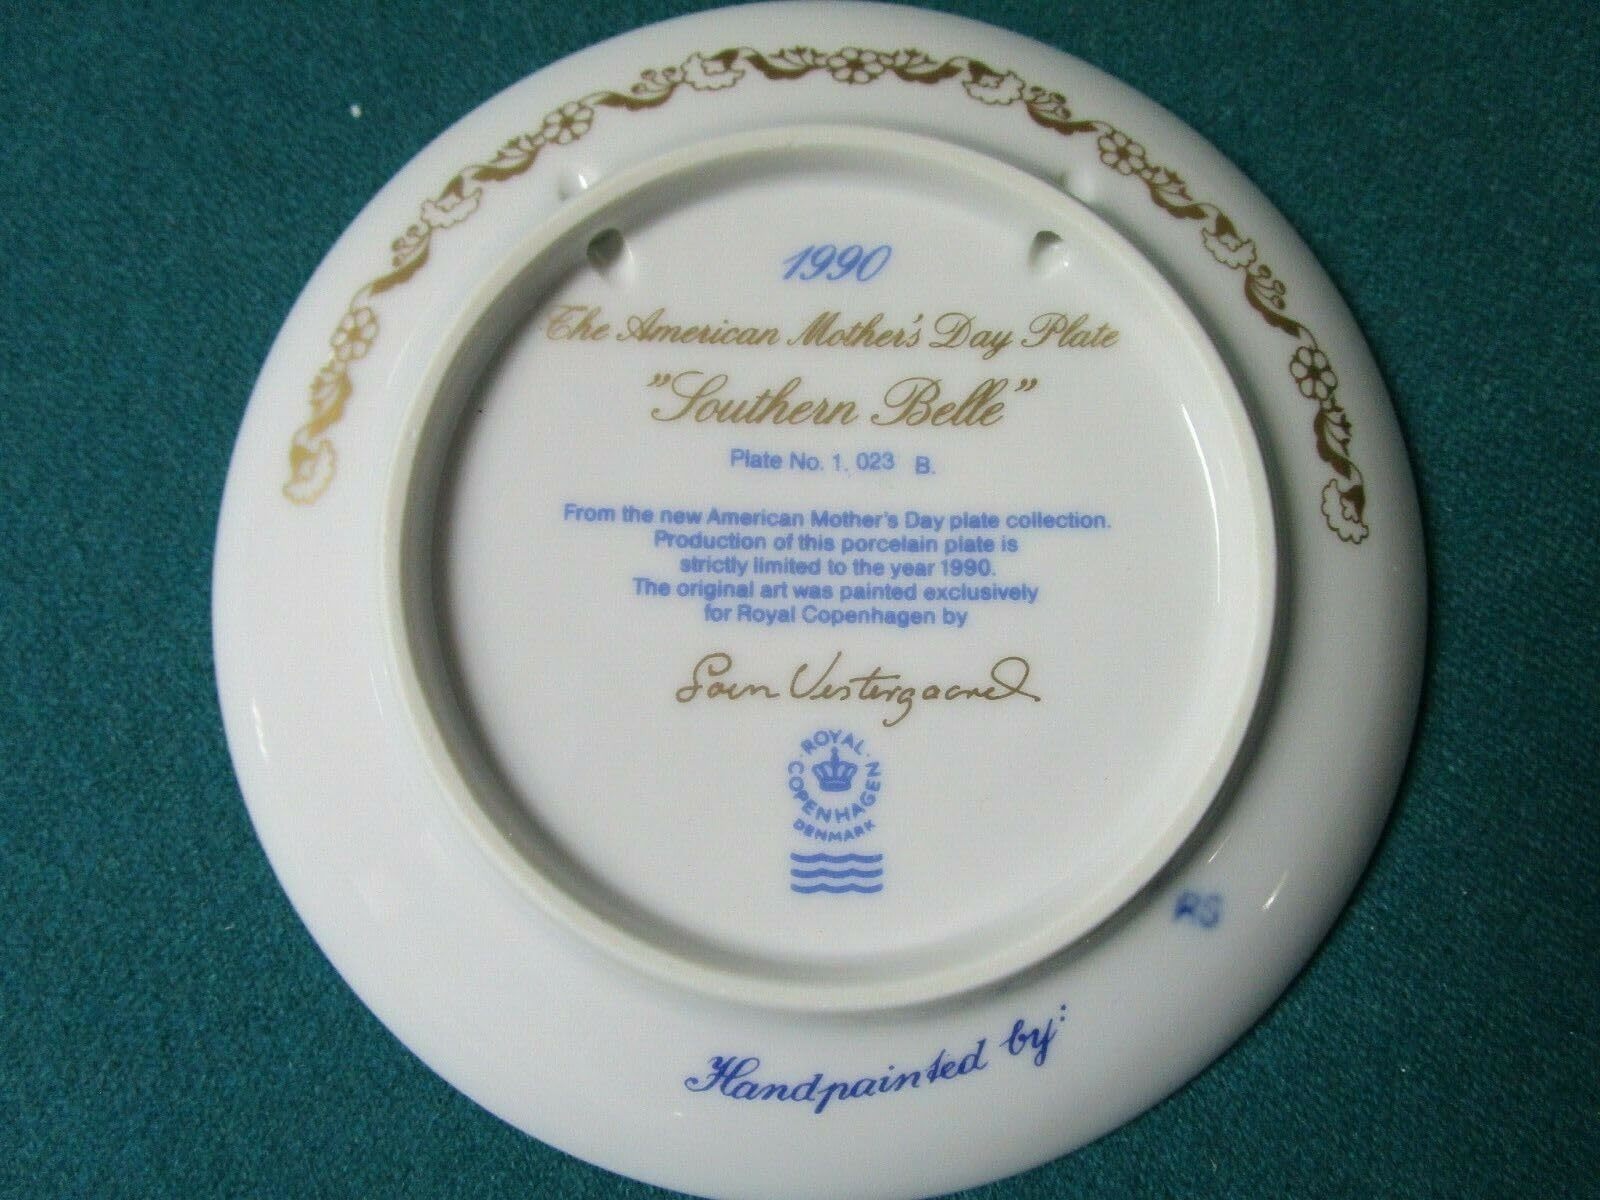 1990
The American Mother's Day Plate
"Southern Belle"
Plate No. 1. 023 B.
From the new American Mother's Day plate collection.
Production of this porcelain plate is
strictly limited to the year 1990.
The original art was painted exclusively
for Royal Copenhagen by
Sven Vestergaard
ROYAL
COPENHAGEN
DENMARK
RS
Handpainted by: